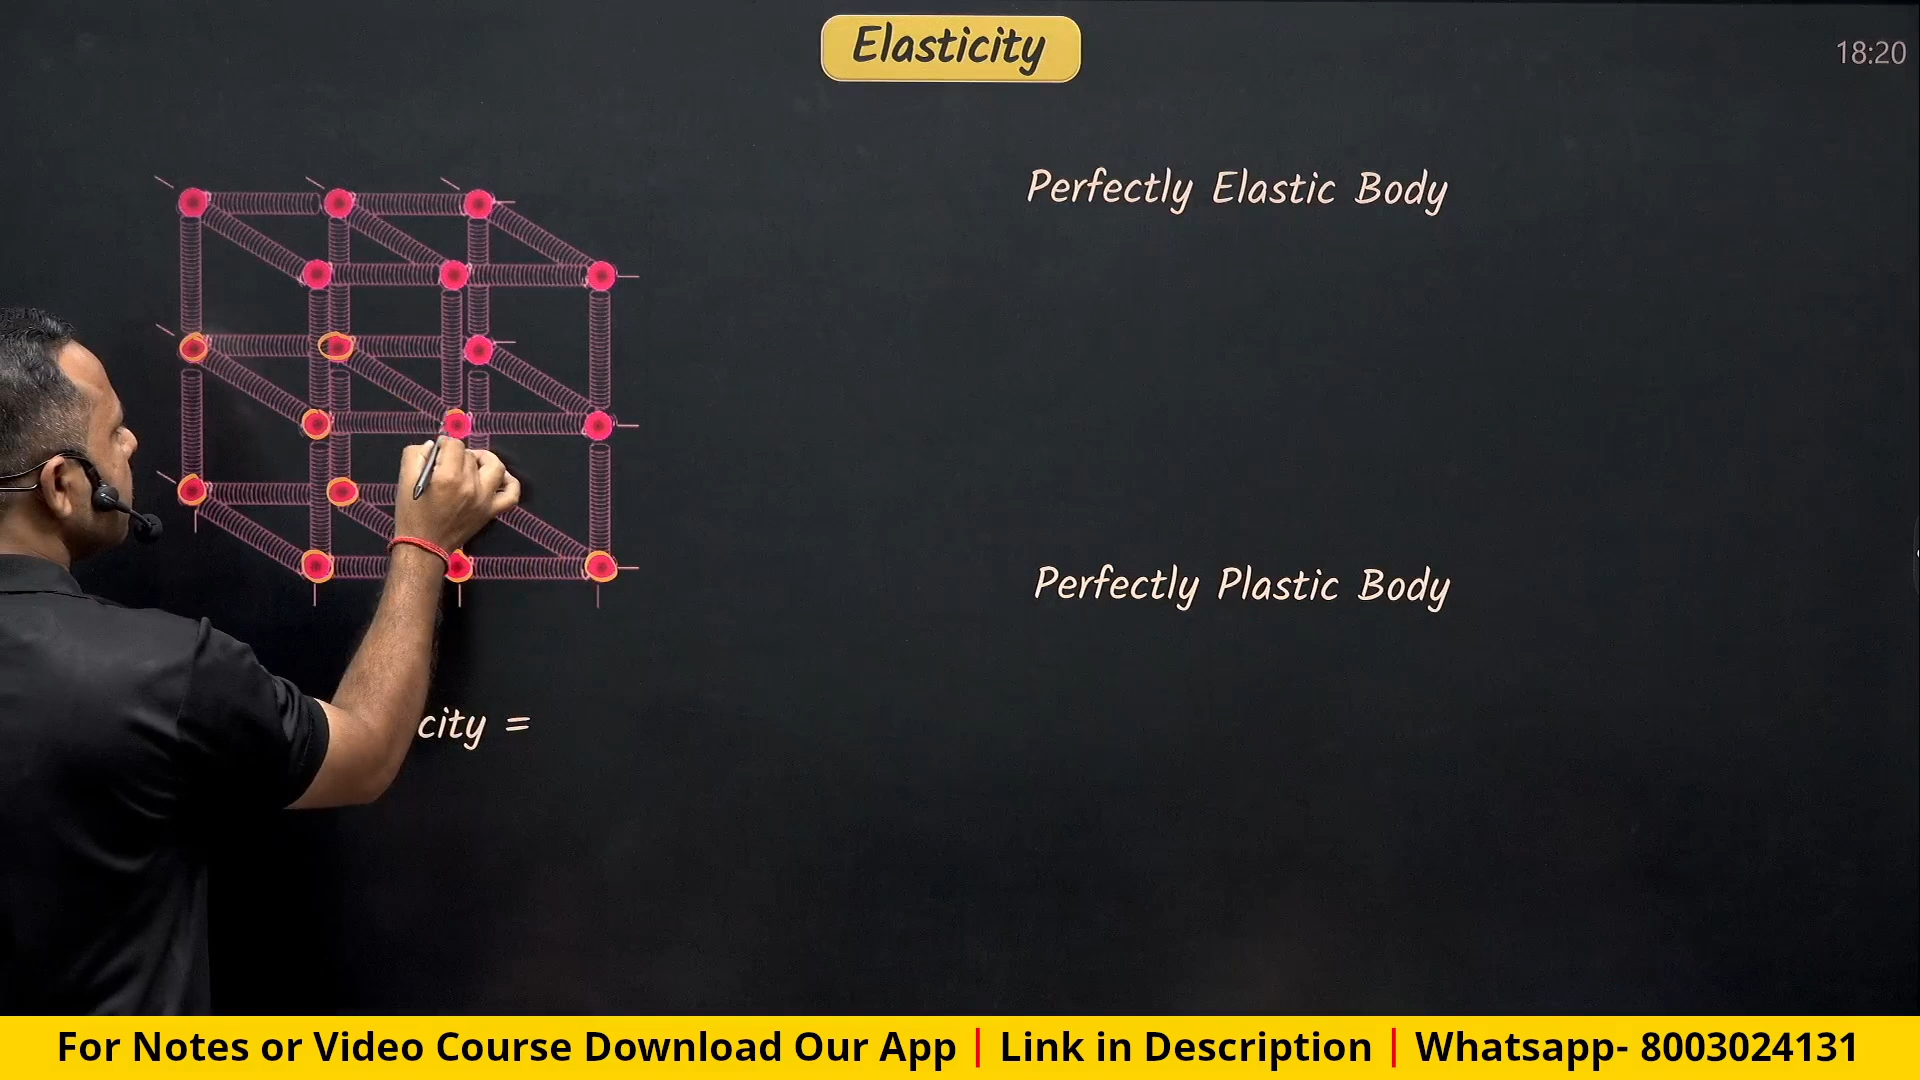 Elasticity
18:20
Perfectly Elastic Body
Perfectly Plastic Body
city =
For Notes or Video Course Download Our App | Link in Description | Whatsapp- 8003024131